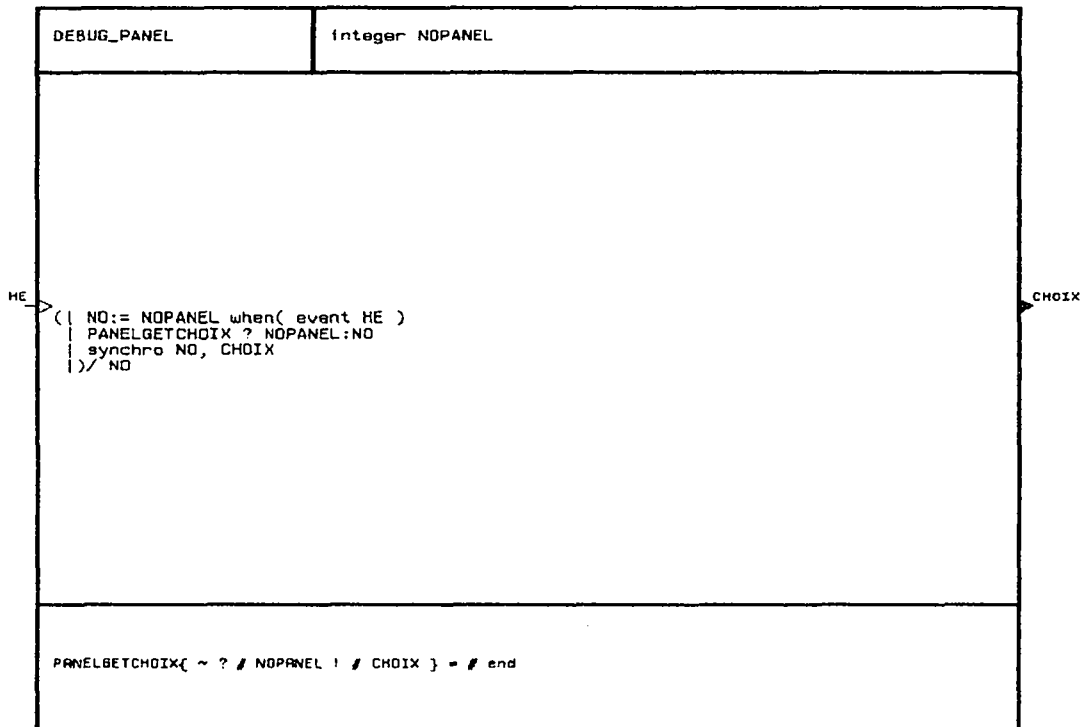 DEBUG_PANEL
integer NOPANEL
HE
CHOIX
(| NO:= NOPANEL when( event HE )
| PANELGETCHOIX ? NOPANEL:NO
| synchro NO, CHOIX
|)/ NO
PANELGETCHOIX{ ~ ? # NOPANEL ! # CHOIX } = # end